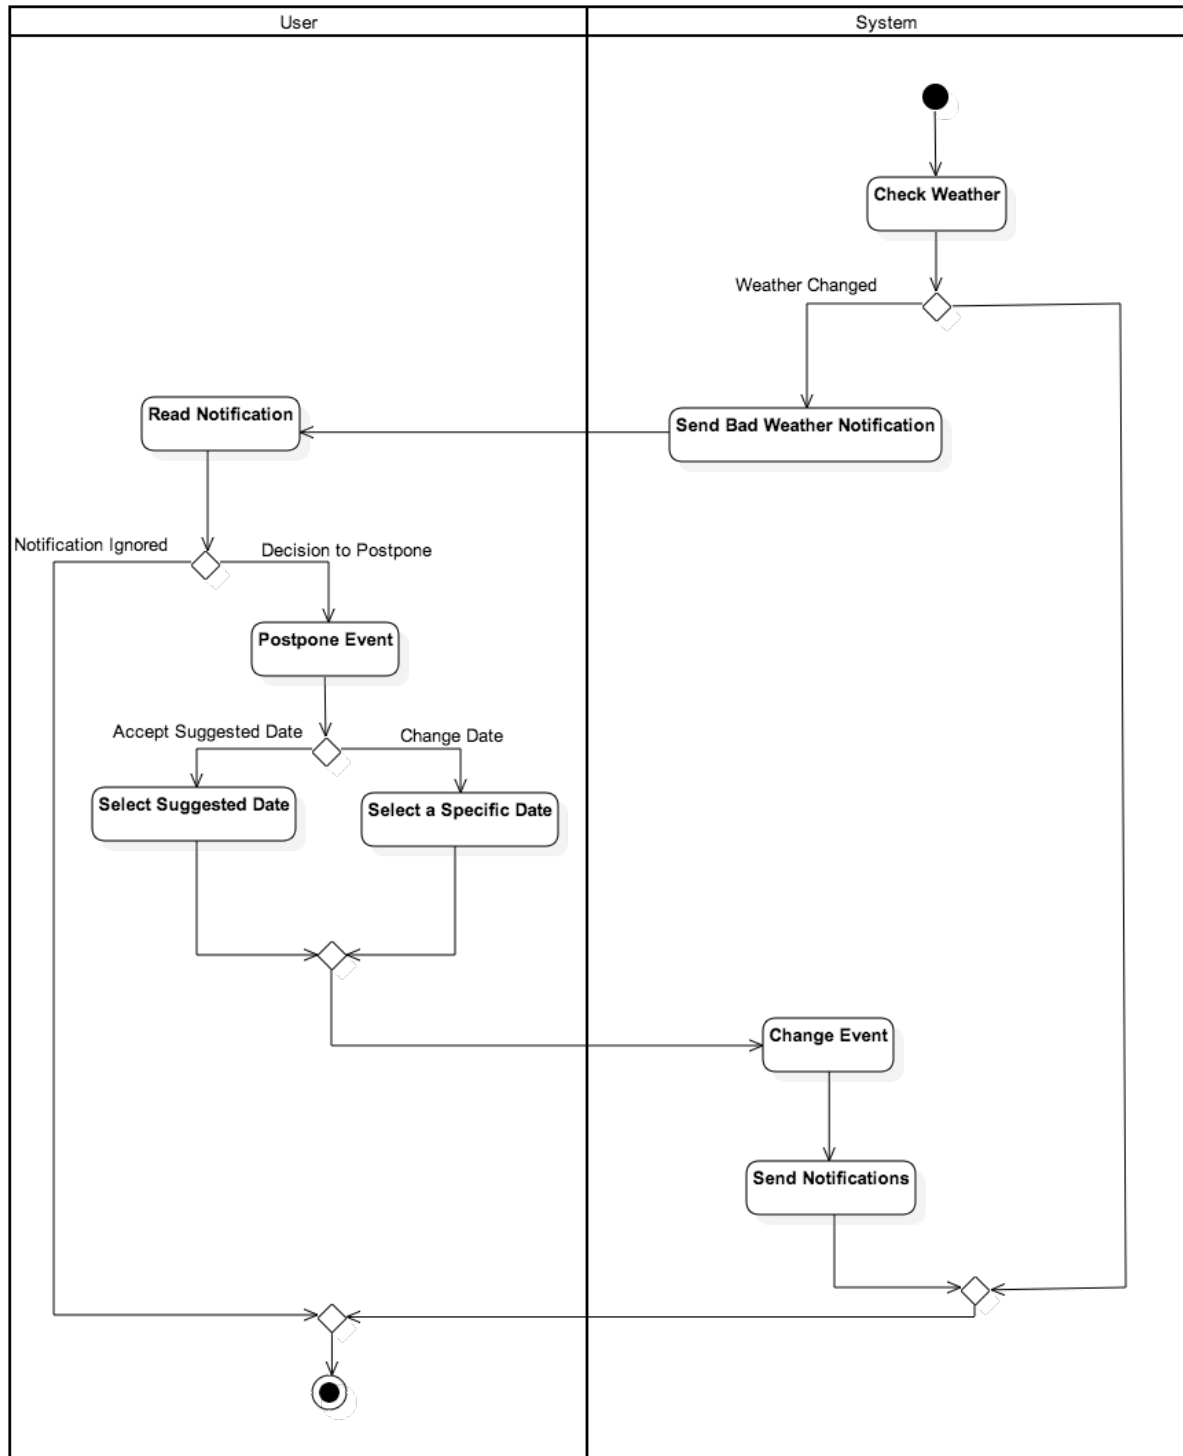 User
System
Check Weather
Weather Changed
Read Notification
Send Bad Weather Notification
Notification Ignored
Decision to Postpone
Postpone Event
Accept Suggested Date
Change Date
Select Suggested Date
Select a Specific Date
Change Event
Send Notifications